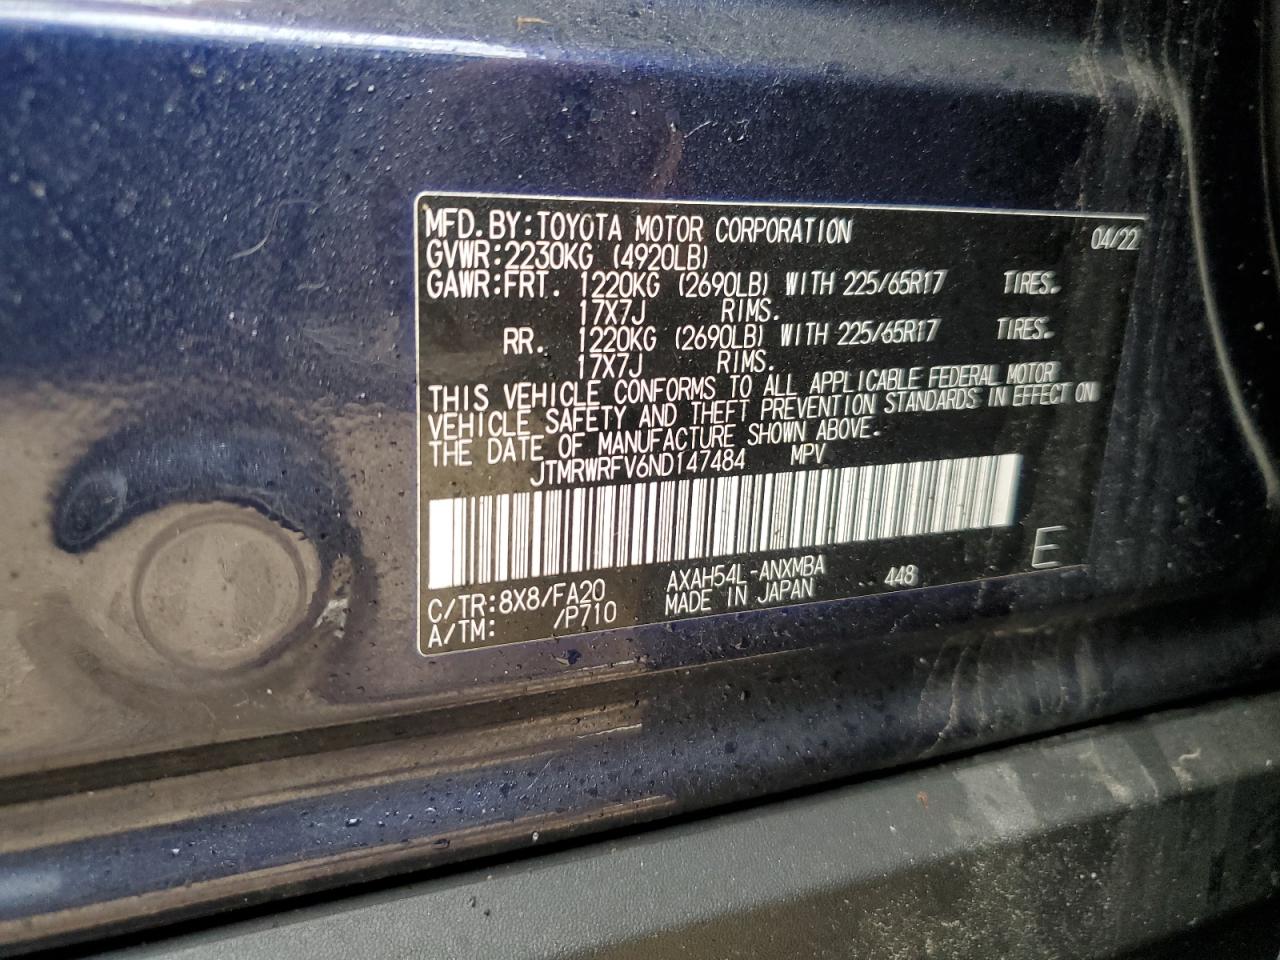 MFD. BY: TOYOTA MOTOR CORPORATION 04/22
GVWR: 2230KG (4920LB)
GAWR: FRT. 1220KG (2690LB) WITH 225/65R17 TIRES.
17X7J RIMS.
RR. 1220KG (2690LB) WITH 225/65R17 TIRES.
17X7J RIMS.
THIS VEHICLE CONFORMS TO ALL APPLICABLE FEDERAL MOTOR
VEHICLE SAFETY AND THEFT PREVENTION STANDARDS IN EFFECT ON
THE DATE OF MANUFACTURE SHOWN ABOVE.
JTMRWRFV6ND147484 MPV
E
C/TR: 8X8/FA20 AXAH54L-ANXMBA 448
A/TM: /P710 MADE IN JAPAN